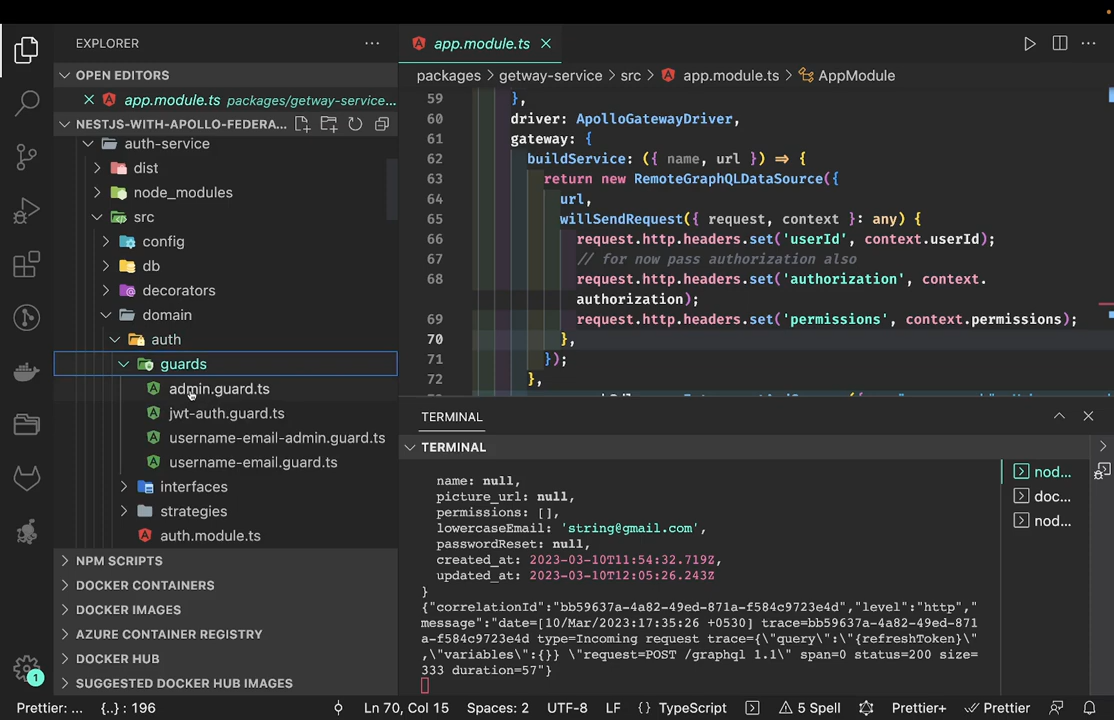 EXPLORER
OPEN EDITORS
app.module.ts packages/getway-service...
NESTJS-WITH-APOLLO-FEDERA...
auth-service
dist
node_modules
src
config
db
decorators
domain
auth
guards
admin.guard.ts
jwt-auth.guard.ts
username-email-admin.guard.ts
username-email.guard.ts
interfaces
strategies
auth.module.ts
NPM SCRIPTS
DOCKER CONTAINERS
DOCKER IMAGES
AZURE CONTAINER REGISTRY
DOCKER HUB
SUGGESTED DOCKER HUB IMAGES
1
app.module.ts
packages > getway-service > src > app.module.ts > AppModule
59 },
60 driver: ApolloGatewayDriver,
61 gateway: {
62 buildService: ({ name, url }) => {
63 return new RemoteGraphQLDataSource({
64 url,
65 willSendRequest({ request, context }: any) {
66 request.http.headers.set('userId', context.userId);
67 // for now pass authorization also
68 request.http.headers.set('authorization', context.
authorization);
69 request.http.headers.set('permissions', context.permissions);
70 },
71 });
72 },
TERMINAL
TERMINAL
name: null,
picture_url: null,
permissions: [],
lowercaseEmail: 'string@gmail.com',
passwordReset: null,
created_at: 2023-03-10T11:54:32.719Z,
updated_at: 2023-03-10T12:05:26.243Z
}
{"correlationId":"bb59637a-4a82-49ed-871a-f584c9723e4d","level":"http","
message":"date=[10/Mar/2023:17:35:26 +0530] trace=bb59637a-4a82-49ed-871
a-f584c9723e4d type=Incoming request trace={\"query\":\"{refreshToken}\"
,\"variables\":{}} \"request=POST /graphql 1.1\" span=0 status=200 size=
333 duration=57"}
nod...
doc...
nod...
Prettier: ... {..} : 196 Ln 70, Col 15 Spaces: 2 UTF-8 LF {} TypeScript 5 Spell Prettier+ Prettier